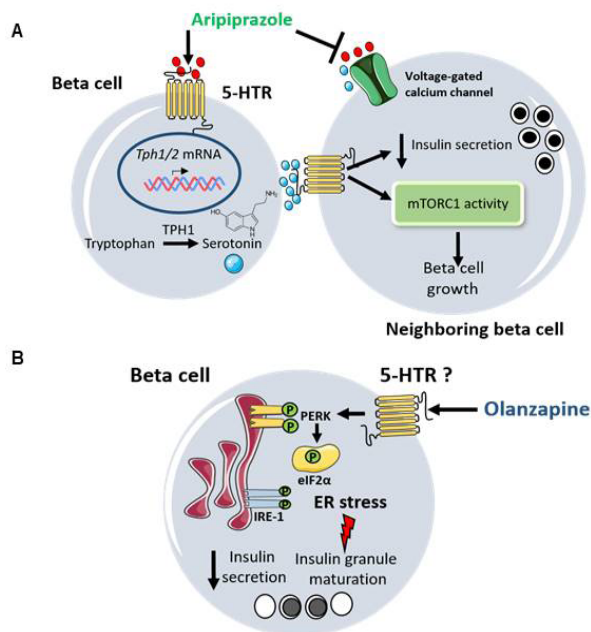 A
Aripiprazole
Beta cell
5-HTR
Voltage-gated
calcium channel
Tph1/2 mRNA
Insulin secretion
mTORC1 activity
HO
NH₂
N
H
TPH1
Tryptophan
Serotonin
Beta cell
growth
Neighboring beta cell
B
Beta cell
5-HTR ?
Olanzapine
P
P
PERK
P
eIF2α
P
P
IRE-1
ER stress
Insulin
secretion
Insulin granule
maturation